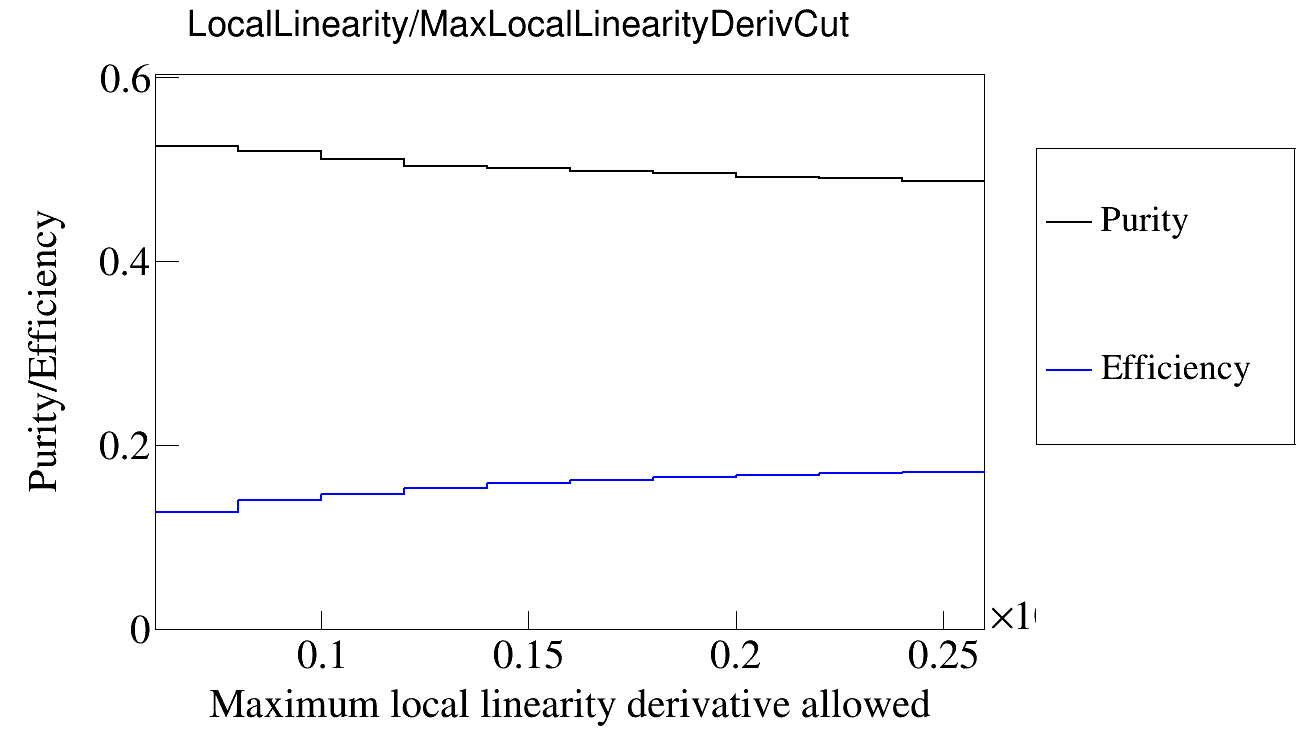 LocalLinearity/MaxLocalLinearityDerivCut
0.6
0.4
0.2
0
Purity/Efficiency
Purity
Efficiency
0.1 0.15 0.2 0.25
Maximum local linearity derivative allowed